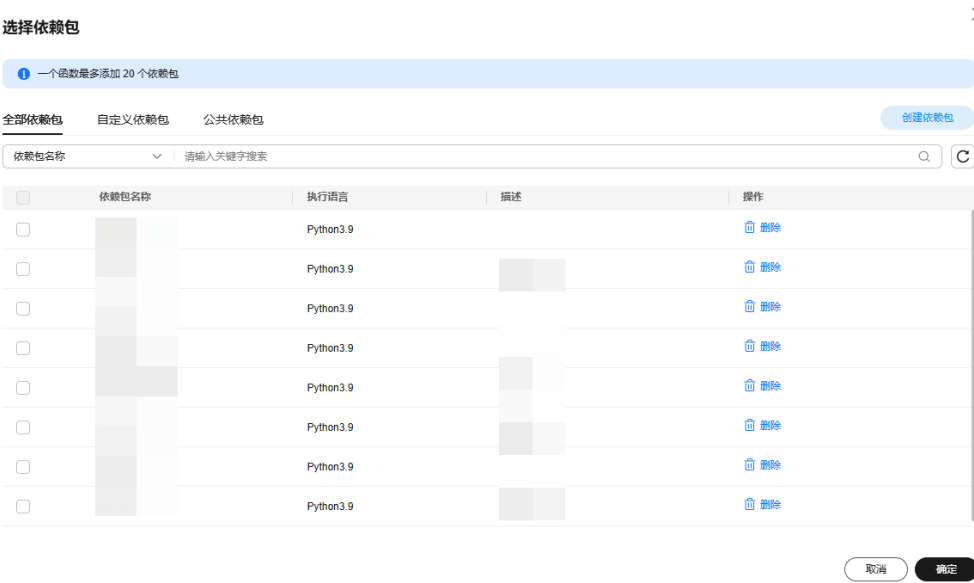 选择依赖包
一个函数最多添加 20 个依赖包
全部依赖包 自定义依赖包 公共依赖包 创建依赖包
依赖包名称 请输入关键字搜索
依赖包名称 执行语言 描述 操作
Python3.9 删除
Python3.9 删除
Python3.9 删除
Python3.9 删除
Python3.9 删除
Python3.9 删除
Python3.9 删除
Python3.9 删除
取消 确定